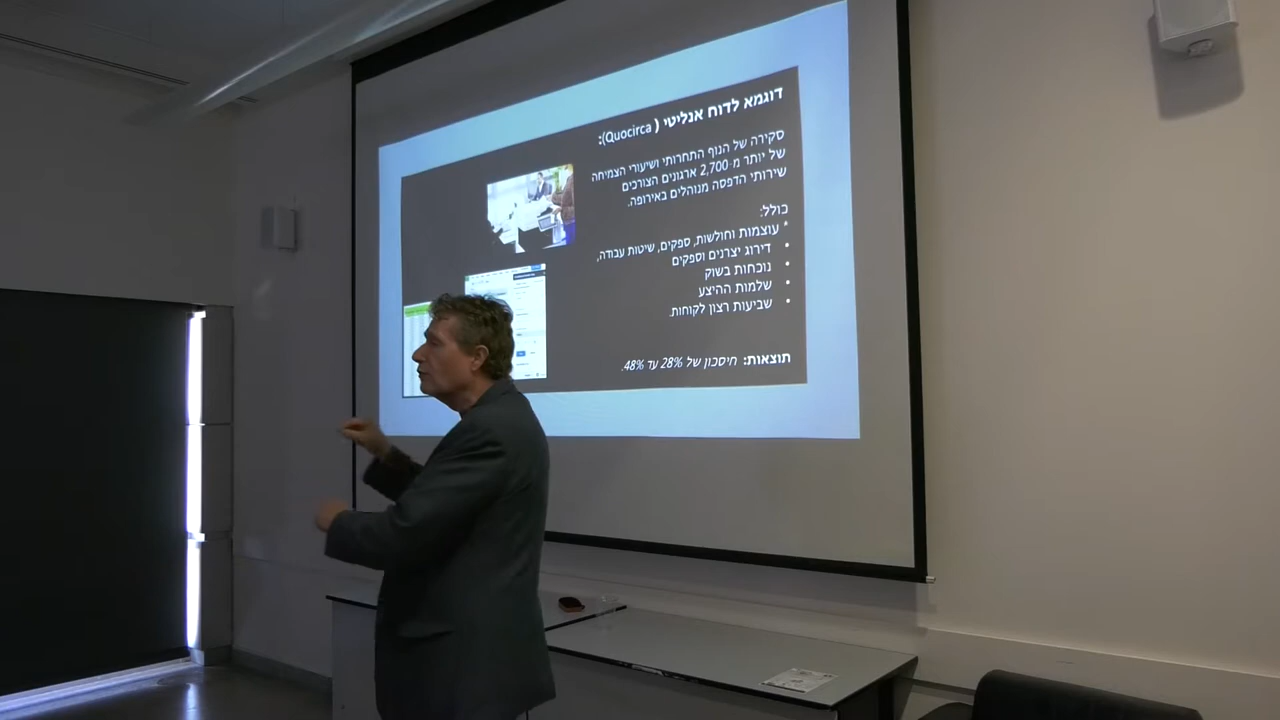 דוגמא לדוח אנליטי ( Quocirca):
סקירה של הנוף התחרותי ושיעורי הצמיחה
של יותר מ-2,700 ארגונים הצורכים
שירותי הדפסה מנוהלים באירופה.
כולל:
* עוצמות וחולשות, ספקים, שיטות עבודה,
• דירוג יצרנים וספקים
• נוכחות בשוק
• שלמות ההיצע
• שביעות רצון לקוחות.
תוצאות: חיסכון של 28% עד 48%.